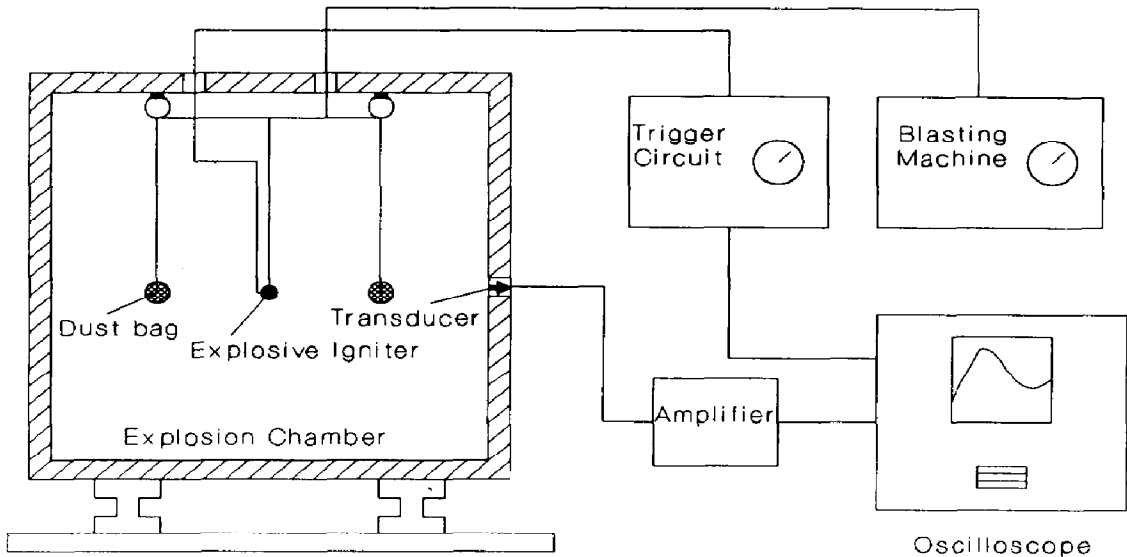 Trigger
Circuit
Blasting
Machine
Dust bag
Transducer
Explosive Igniter
Amplifier
Explosion Chamber
Oscilloscope